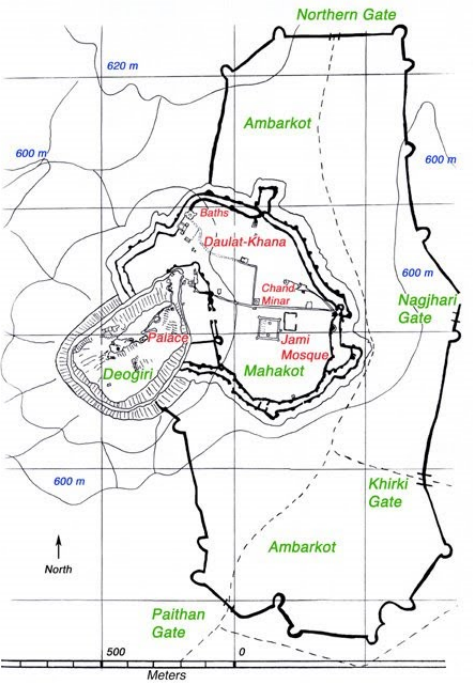 Northern Gate
620 m
Ambarkot
600 m
600 m
Baths
Daulat-Khana
600 m
Chand
Minar
Nagjhari
Gate
Palace
Jami
Mosque
Deogiri
Mahakot
600 m
Khirki
Gate
North
Ambarkot
Paithan
Gate
500
0
Meters